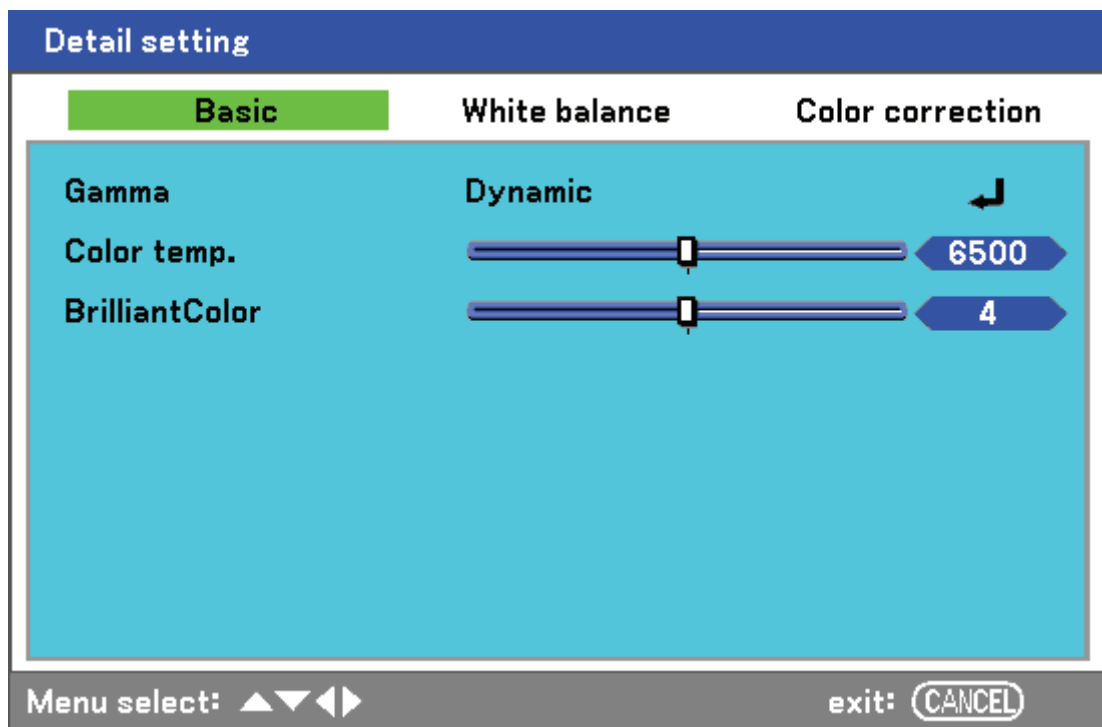 Detail setting
Basic White balance Color correction
Gamma Dynamic
Color temp. 6500
BrilliantColor 4
Menu select: exit: CANCEL